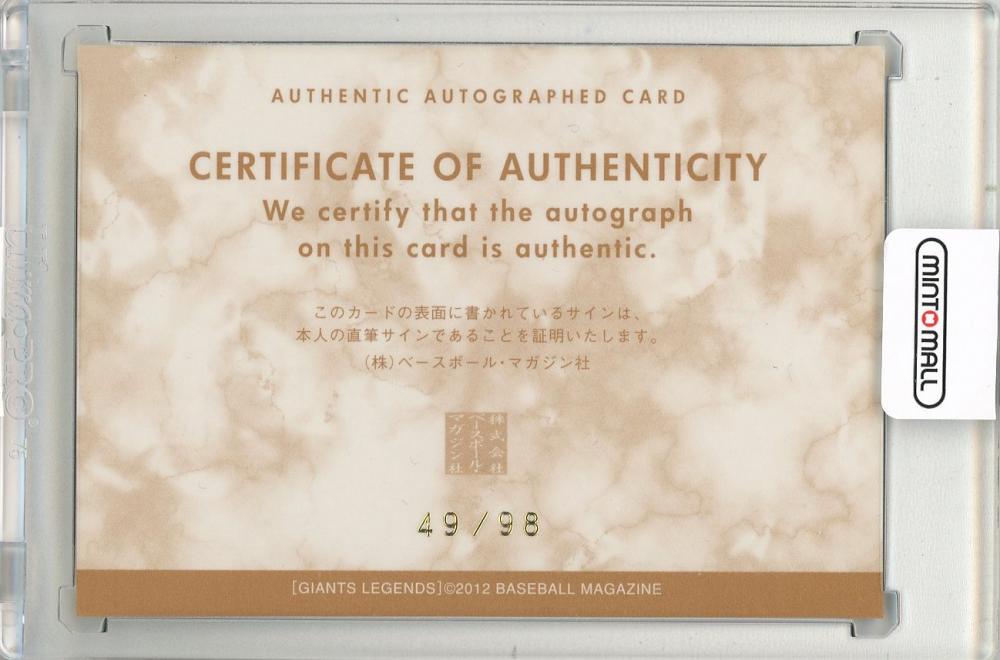 AUTHENTIC AUTOGRAPHED CARD
CERTIFICATE OF AUTHENTICITY
We certify that the autograph
on this card is authentic.
このカードの表面に書かれているサインは、
本人の直筆サインであることを証明いたします。
(株)ベースボール・マガジン社
株式会社
ベースボール・
マガジン社
49/98
[GIANTS LEGENDS]©2012 BASEBALL MAGAZINE
MINTMALL